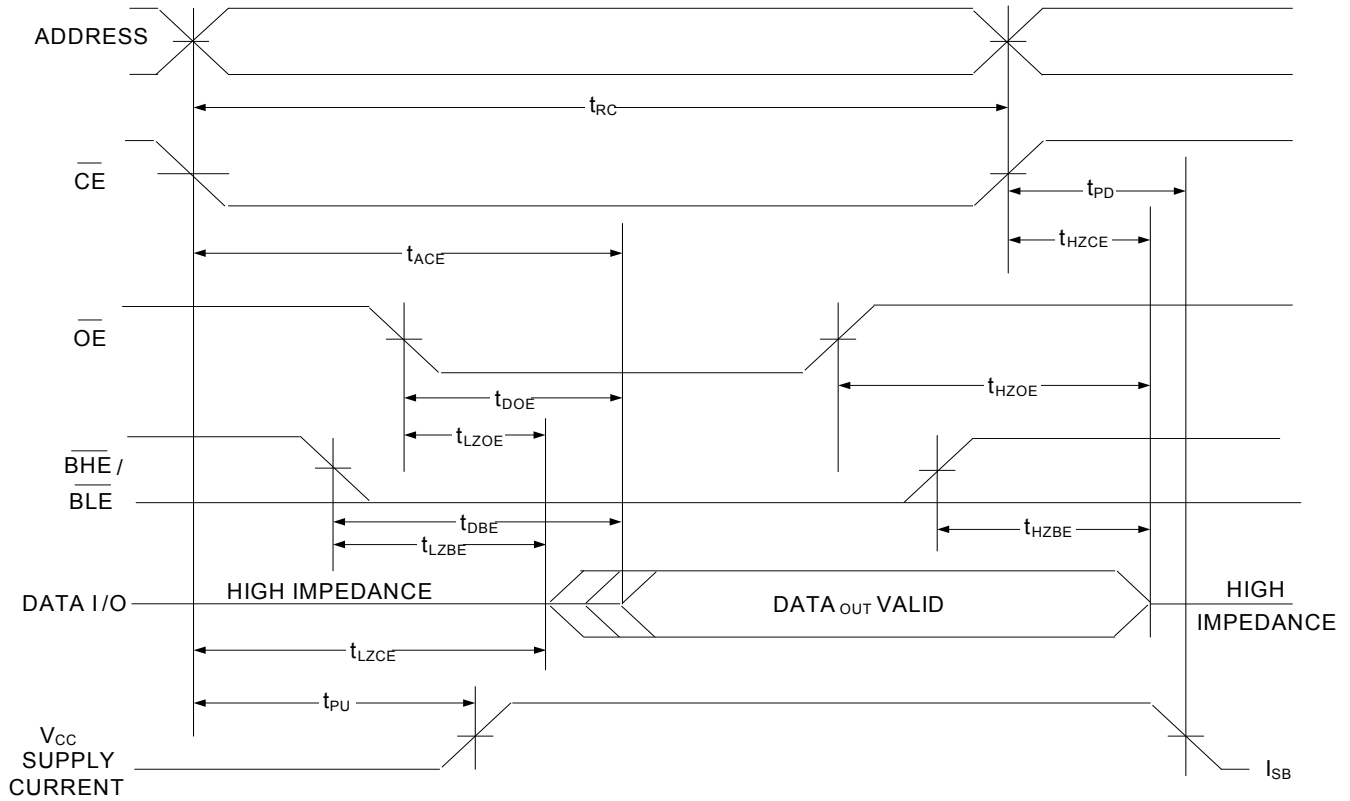 ADDRESS
tRC
CE
tPD
tHZCE
tACE
OE
tHZOE
tDOE
tLZOE
BHE /
BLE
tDBE
tHZBE
tLZBE
HIGH IMPEDANCE
DATA I/O
DATA OUT VALID
HIGH
IMPEDANCE
tLZCE
tPU
VCC
SUPPLY
CURRENT
ISB